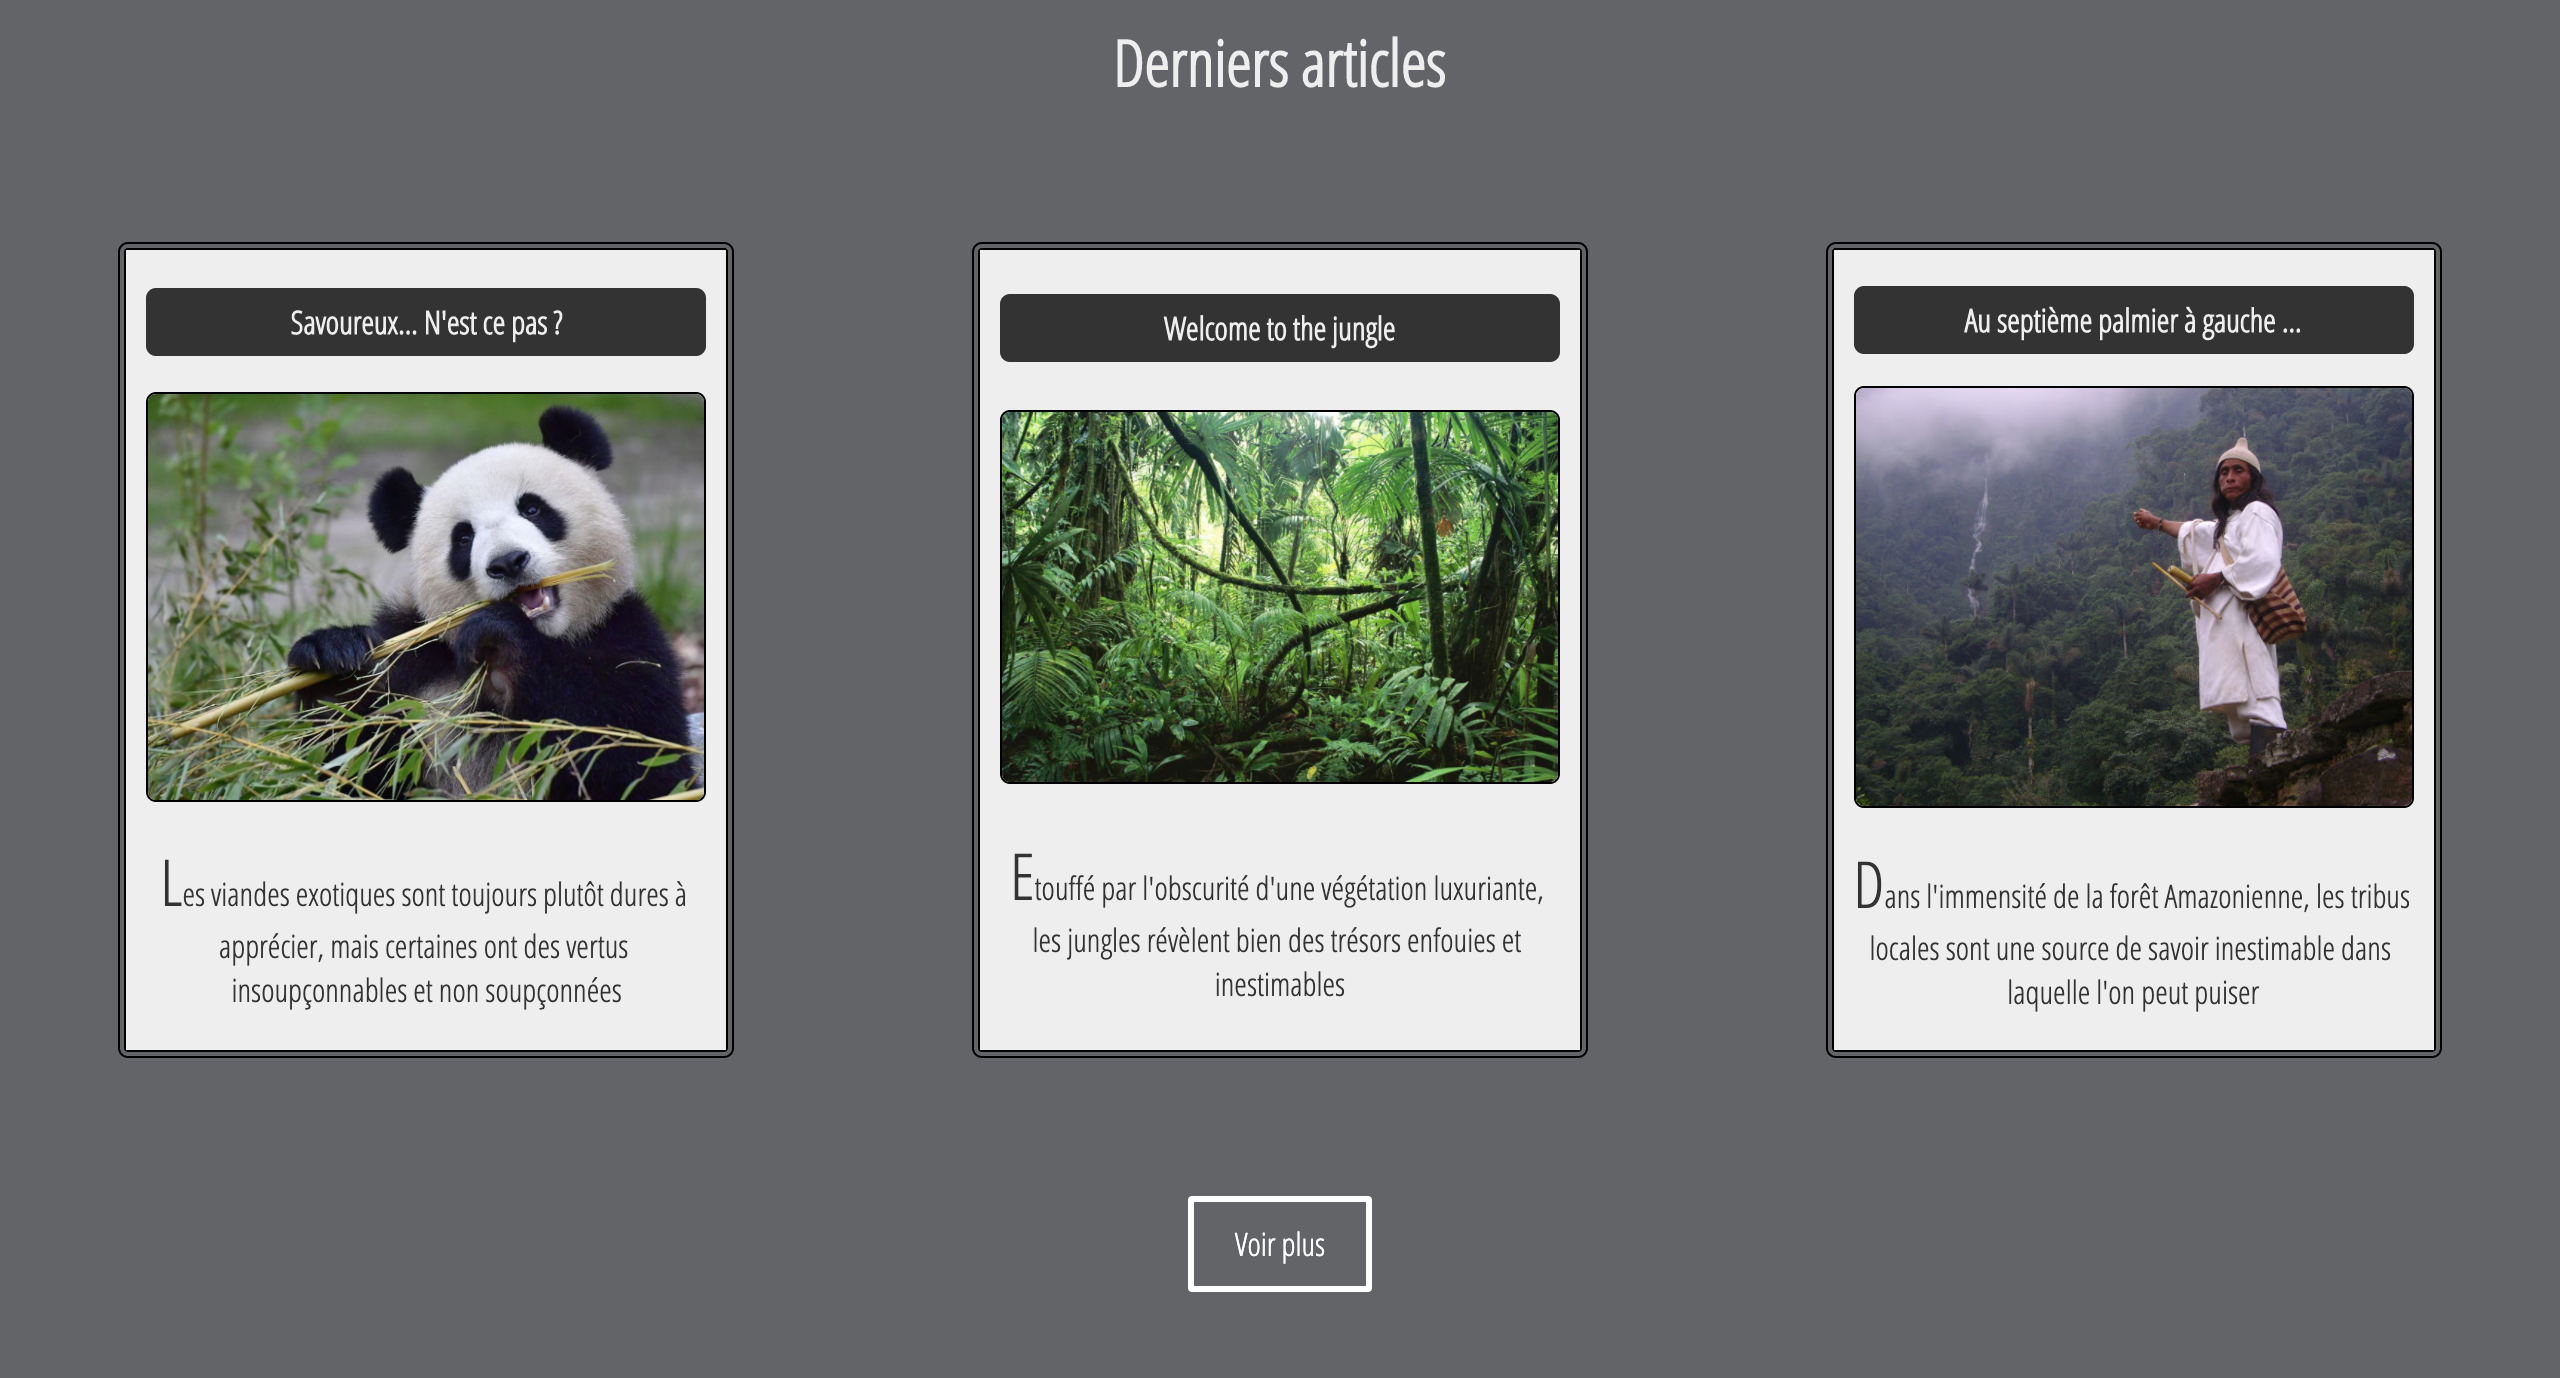 Derniers articles
Savoureux... N'est ce pas ?
Les viandes exotiques sont toujours plutôt dures à
apprécier, mais certaines ont des vertus
insoupçonnables et non soupçonnées
Welcome to the jungle
Etouffé par l'obscurité d'une végétation luxuriante,
les jungles révèlent bien des trésors enfouies et
inestimables
Au septième palmier à gauche ...
Dans l'immensité de la forêt Amazonienne, les tribus
locales sont une source de savoir inestimable dans
laquelle l'on peut puiser
Voir plus